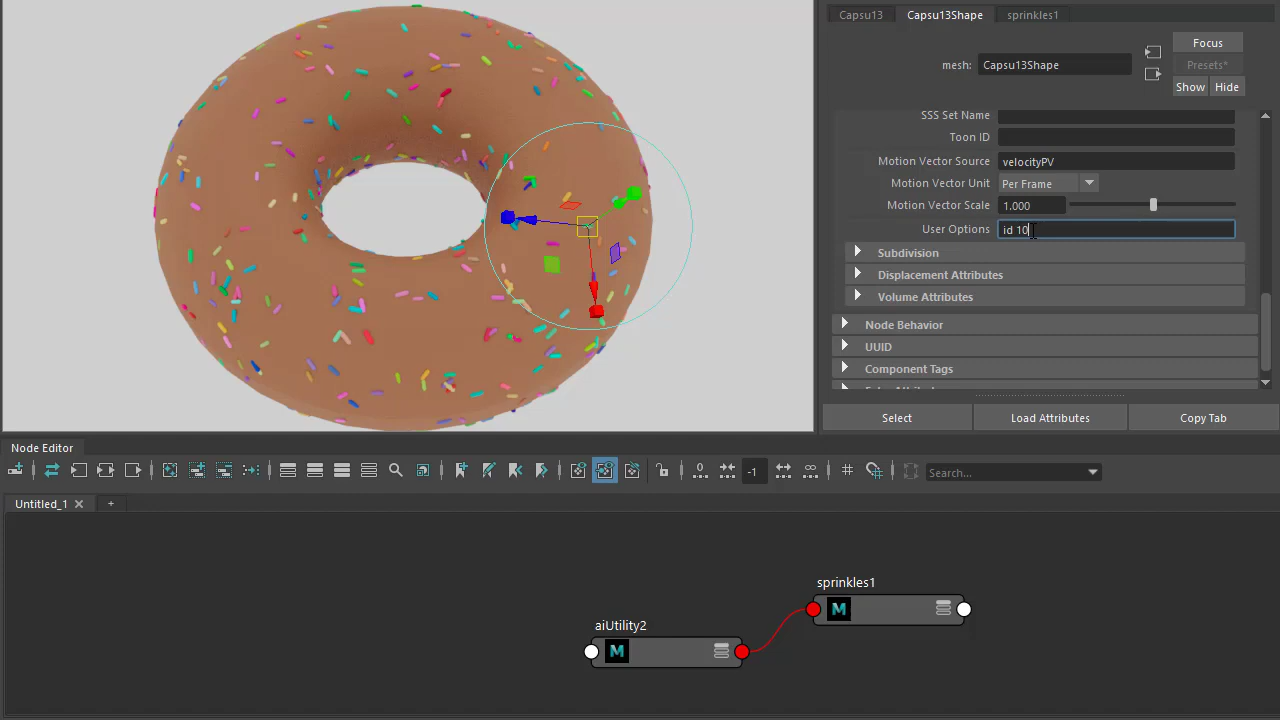 Capsu13 Capsu13Shape sprinkles1
Focus
mesh: Capsu13Shape
Presets*
Show Hide
SSS Set Name
Toon ID
Motion Vector Source velocityPV
Motion Vector Unit Per Frame
Motion Vector Scale 1.000
User Options id 10
Subdivision
Displacement Attributes
Volume Attributes
Node Behavior
UUID
Component Tags
Select Load Attributes Copy Tab
Node Editor
-1
0
Search...
Untitled_1 +
sprinkles1
M
aiUtility2
M